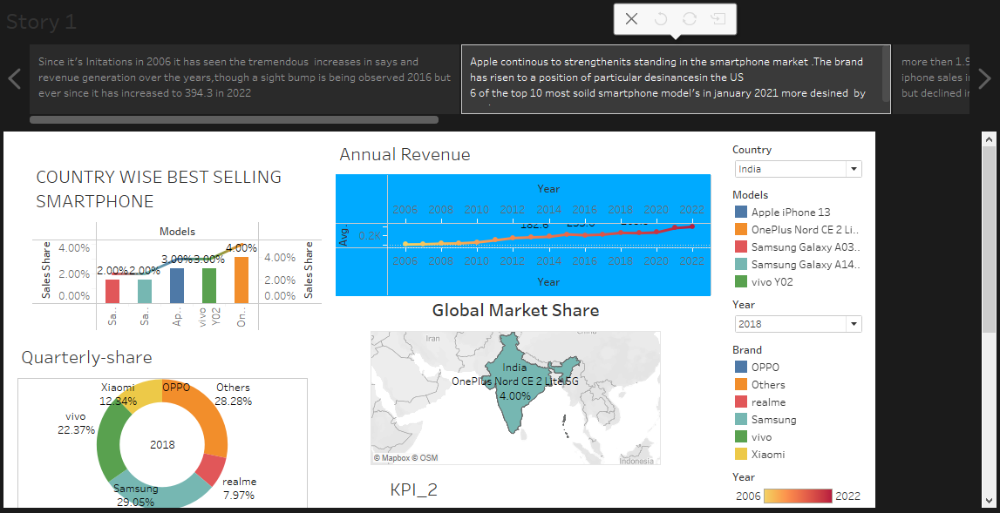 Story 1
Since it's Initations in 2006 it has seen the tremendous increases in says and
revenue generation over the years,though a sight bump is being observed 2016 but
ever since it has increased to 394.3 in 2022
Apple continous to strengthenits standing in the smartphone market .The brand
has risen to a position of particular desinancesin the US
6 of the top 10 most soild smartphone model's in january 2021 more desined by
more then 1.9
iphone sales i
but declined i
COUNTRY WISE BEST SELLING
SMARTPHONE
Models
Sales Share
4.00%
2.00%
0.00%
2.00%
2.00%
3.00%
3.00%
4.00%
4.00%
2.00%
0.00%
Sales Share
Sa..
Sa..
Ap..
vivo
Y02
On..
Quarterly-share
Xiaomi
12.34%
OPPO
Others
28.28%
vivo
22.37%
2018
realme
7.97%
Samsung
29.05%
Annual Revenue
Year
2006 2008 2010 2012 2014 2016 2018 2020 2022
Avg.
0.2K
182.6
2006 2008 2010 2012 2014 2016 2018 2020 2022
Year
Global Market Share
Iran
China
India
OnePlus Nord CE 2 Lite 5G
4.00%
© Mapbox © OSM
Indonesia
KPI_2
Country
India
Models
Apple iPhone 13
OnePlus Nord CE 2 Li..
Samsung Galaxy A03..
Samsung Galaxy A14..
vivo Y02
Year
2018
Brand
OPPO
Others
realme
Samsung
vivo
Xiaomi
Year
2006 2022